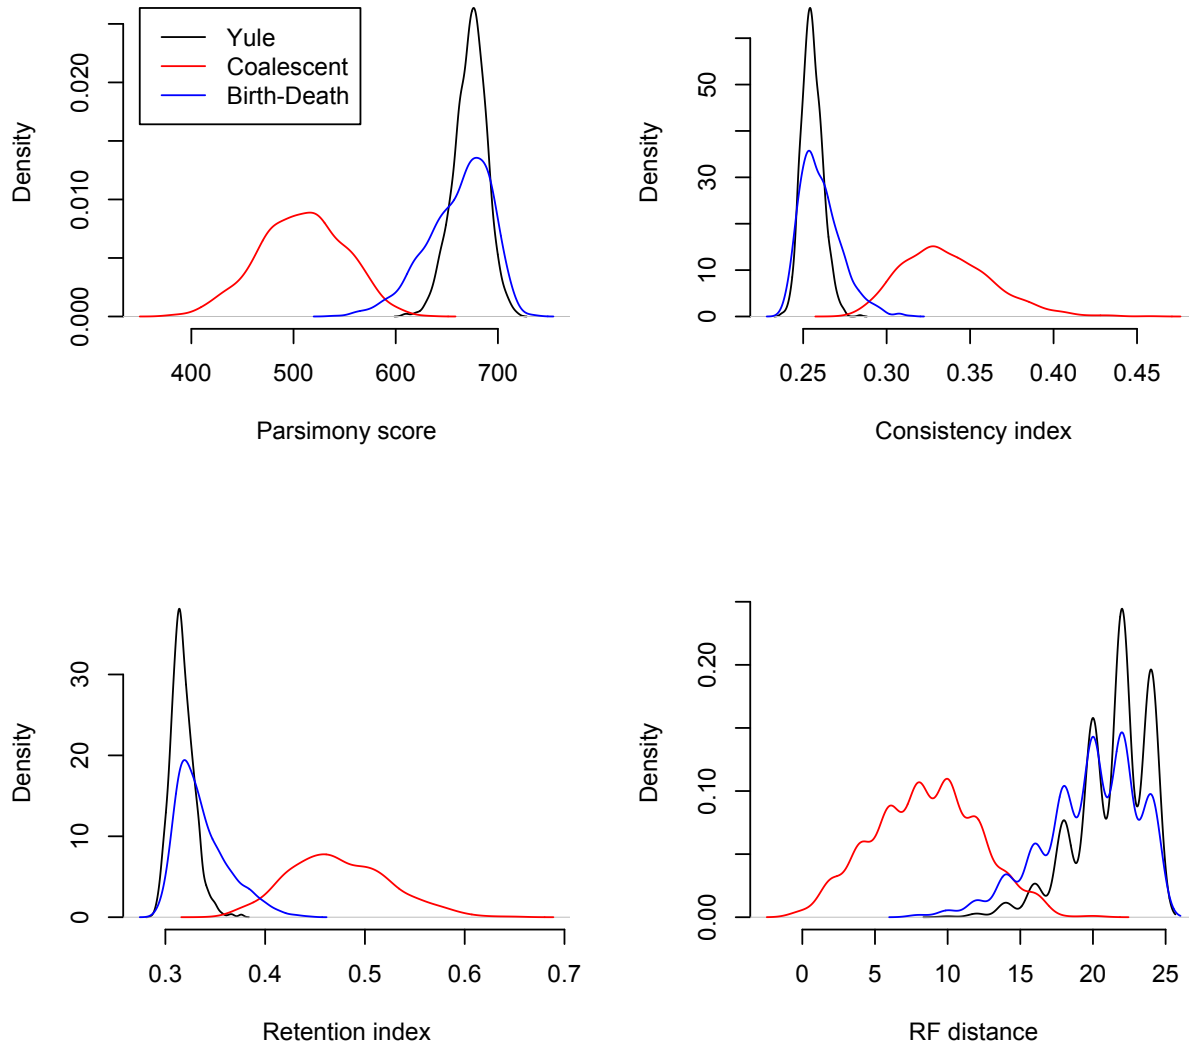 Yule
Coalescent
Birth-Death
Density
0.000
0.010
0.020
400 500 600 700
Parsimony score
Density
0
10
30
50
0.25 0.30 0.35 0.40 0.45
Consistency index
Density
0
10
20
30
0.3 0.4 0.5 0.6 0.7
Retention index
Density
0.00
0.10
0.20
0 5 10 15 20 25
RF distance